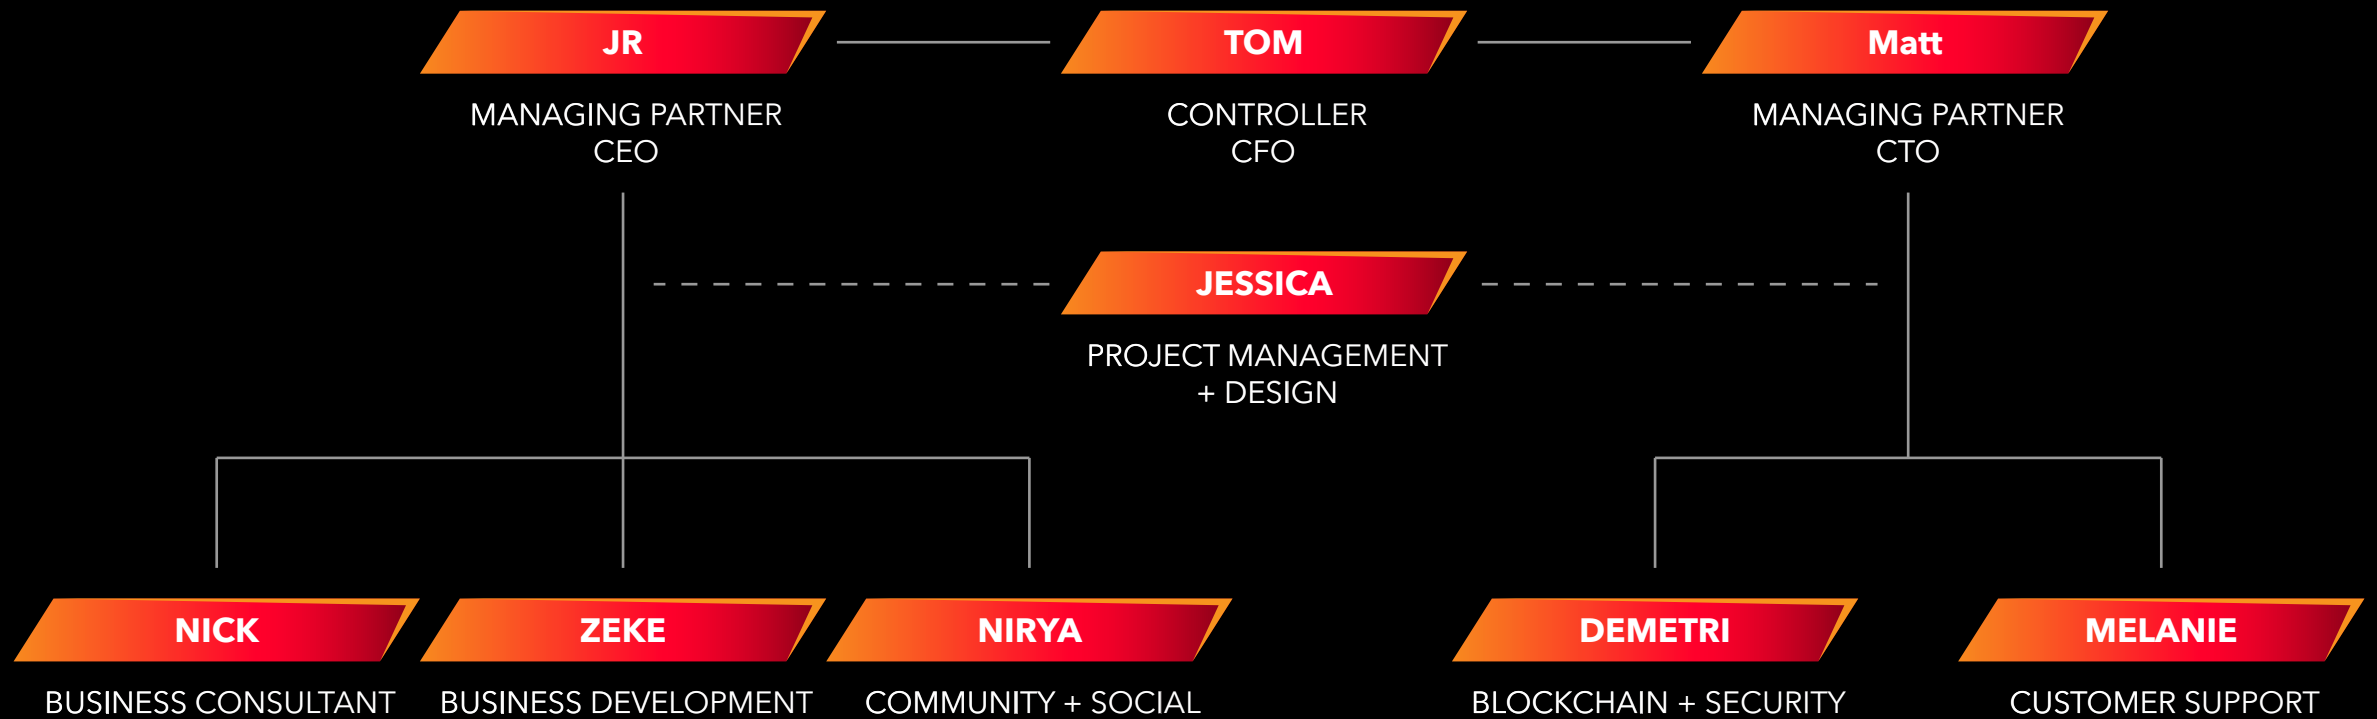 JR
MANAGING PARTNER
CEO
TOM
CONTROLLER
CFO
Matt
MANAGING PARTNER
CTO
JESSICA
PROJECT MANAGEMENT
+ DESIGN
NICK
BUSINESS CONSULTANT
ZEKE
BUSINESS DEVELOPMENT
NIRYA
COMMUNITY + SOCIAL
DEMETRI
BLOCKCHAIN + SECURITY
MELANIE
CUSTOMER SUPPORT